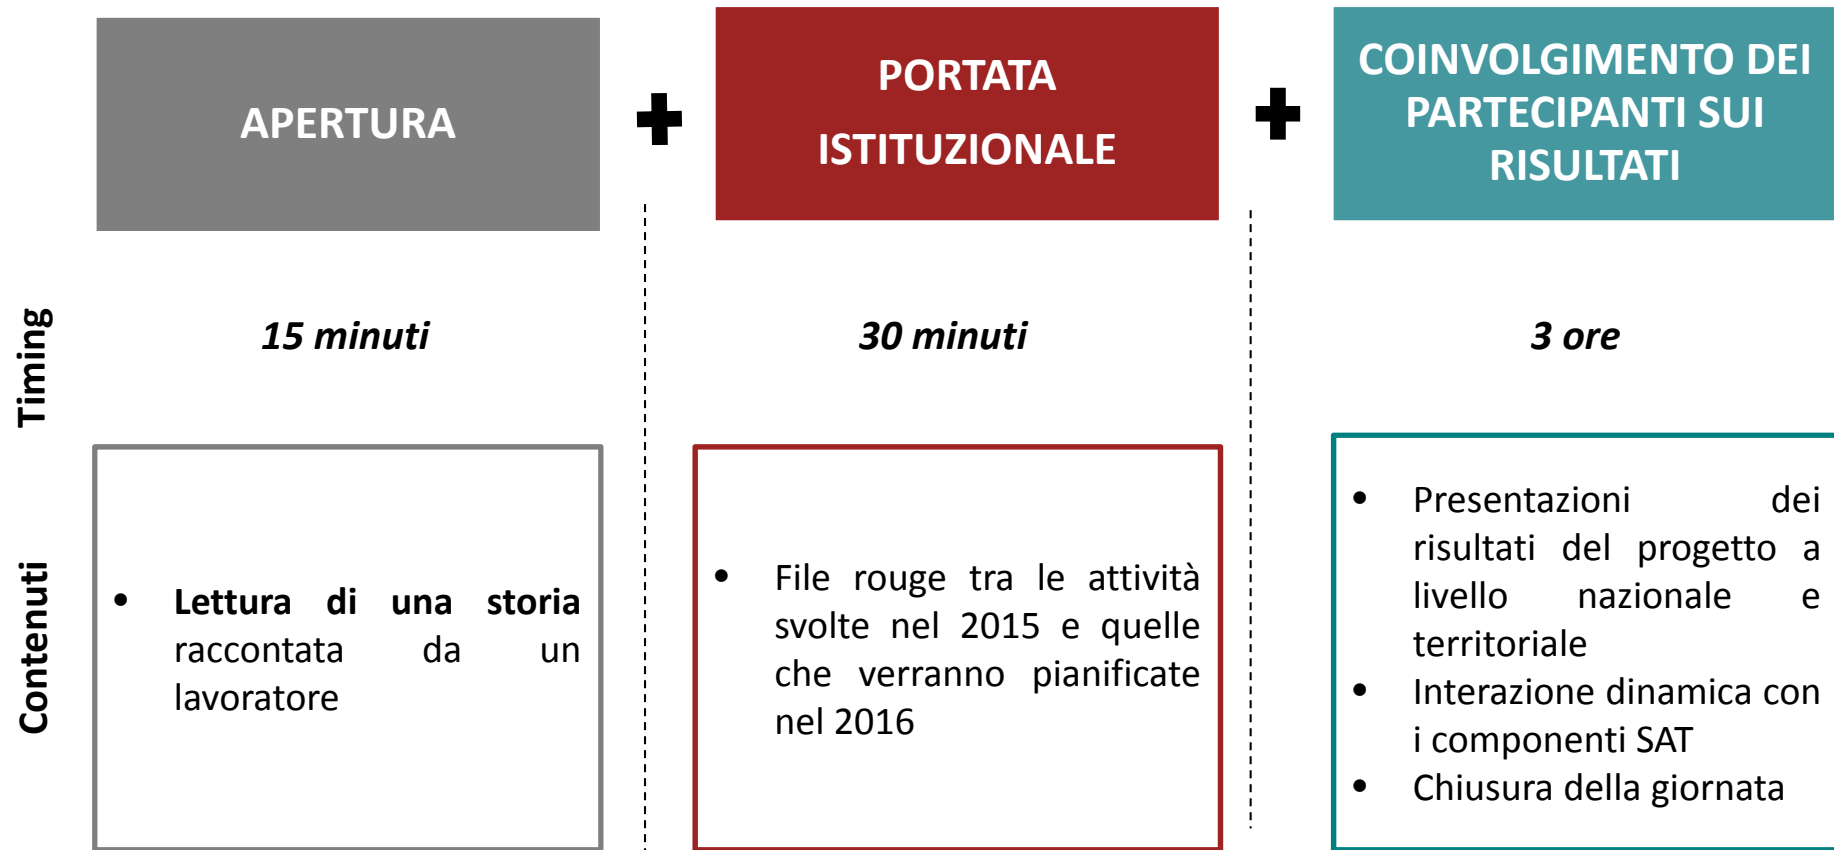 APERTURA
PORTATA
ISTITUZIONALE
COINVOLGIMENTO DEI
PARTECIPANTI SUI
RISULTATI
Timing
15 minuti
30 minuti
3 ore
Contenuti
• Lettura di una storia
raccontata da un
lavoratore
• File rouge tra le attività
svolte nel 2015 e quelle
che verranno pianificate
nel 2016
• Presentazioni dei
risultati del progetto a
livello nazionale e
territoriale
• Interazione dinamica con
i componenti SAT
• Chiusura della giornata